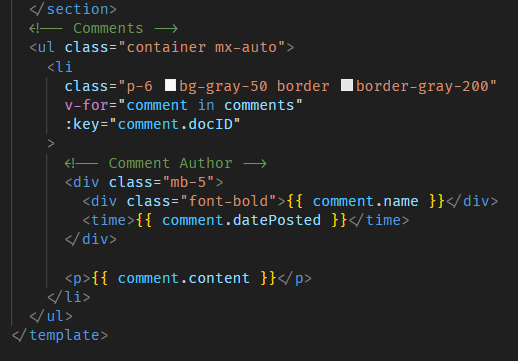 </section>
<!-- Comments -->
<ul class="container mx-auto">
<li
class="p-6 bg-gray-50 border border-gray-200"
v-for="comment in comments"
:key="comment.docID"
>
<!-- Comment Author -->
<div class="mb-5">
<div class="font-bold">{{ comment.name }}</div>
<time>{{ comment.datePosted }}</time>
</div>
<p>{{ comment.content }}</p>
</li>
</ul>
</template>